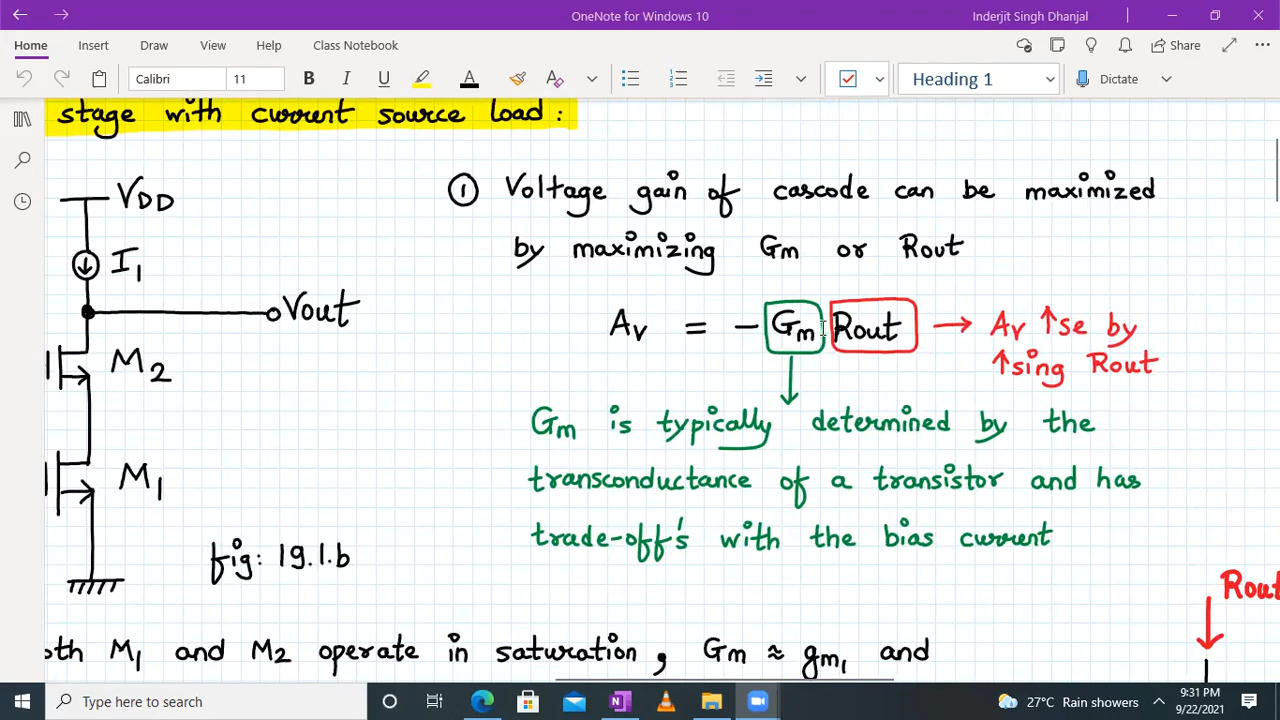 OneNote for Windows 10
Inderjit Singh Dhanjal
Home Insert Draw View Help Class Notebook
Share
Calibri 11 B I U A A Heading 1 Dictate
stage with current source load :
VDD
I1
Vout
M2
M1
fig: 19.1.b
① Voltage gain of cascode can be maximized
by maximizing Gm or Rout
Av = - Gm Rout → Av ↑se by
↑sing Rout
Gm is typically determined by the
transconductance of a transistor and has
trade-off's with the bias current
Rout
oth M1 and M2 operate in saturation, Gm ≈ gm1 and
Type here to search
27°C Rain showers
9:31 PM
9/22/2021